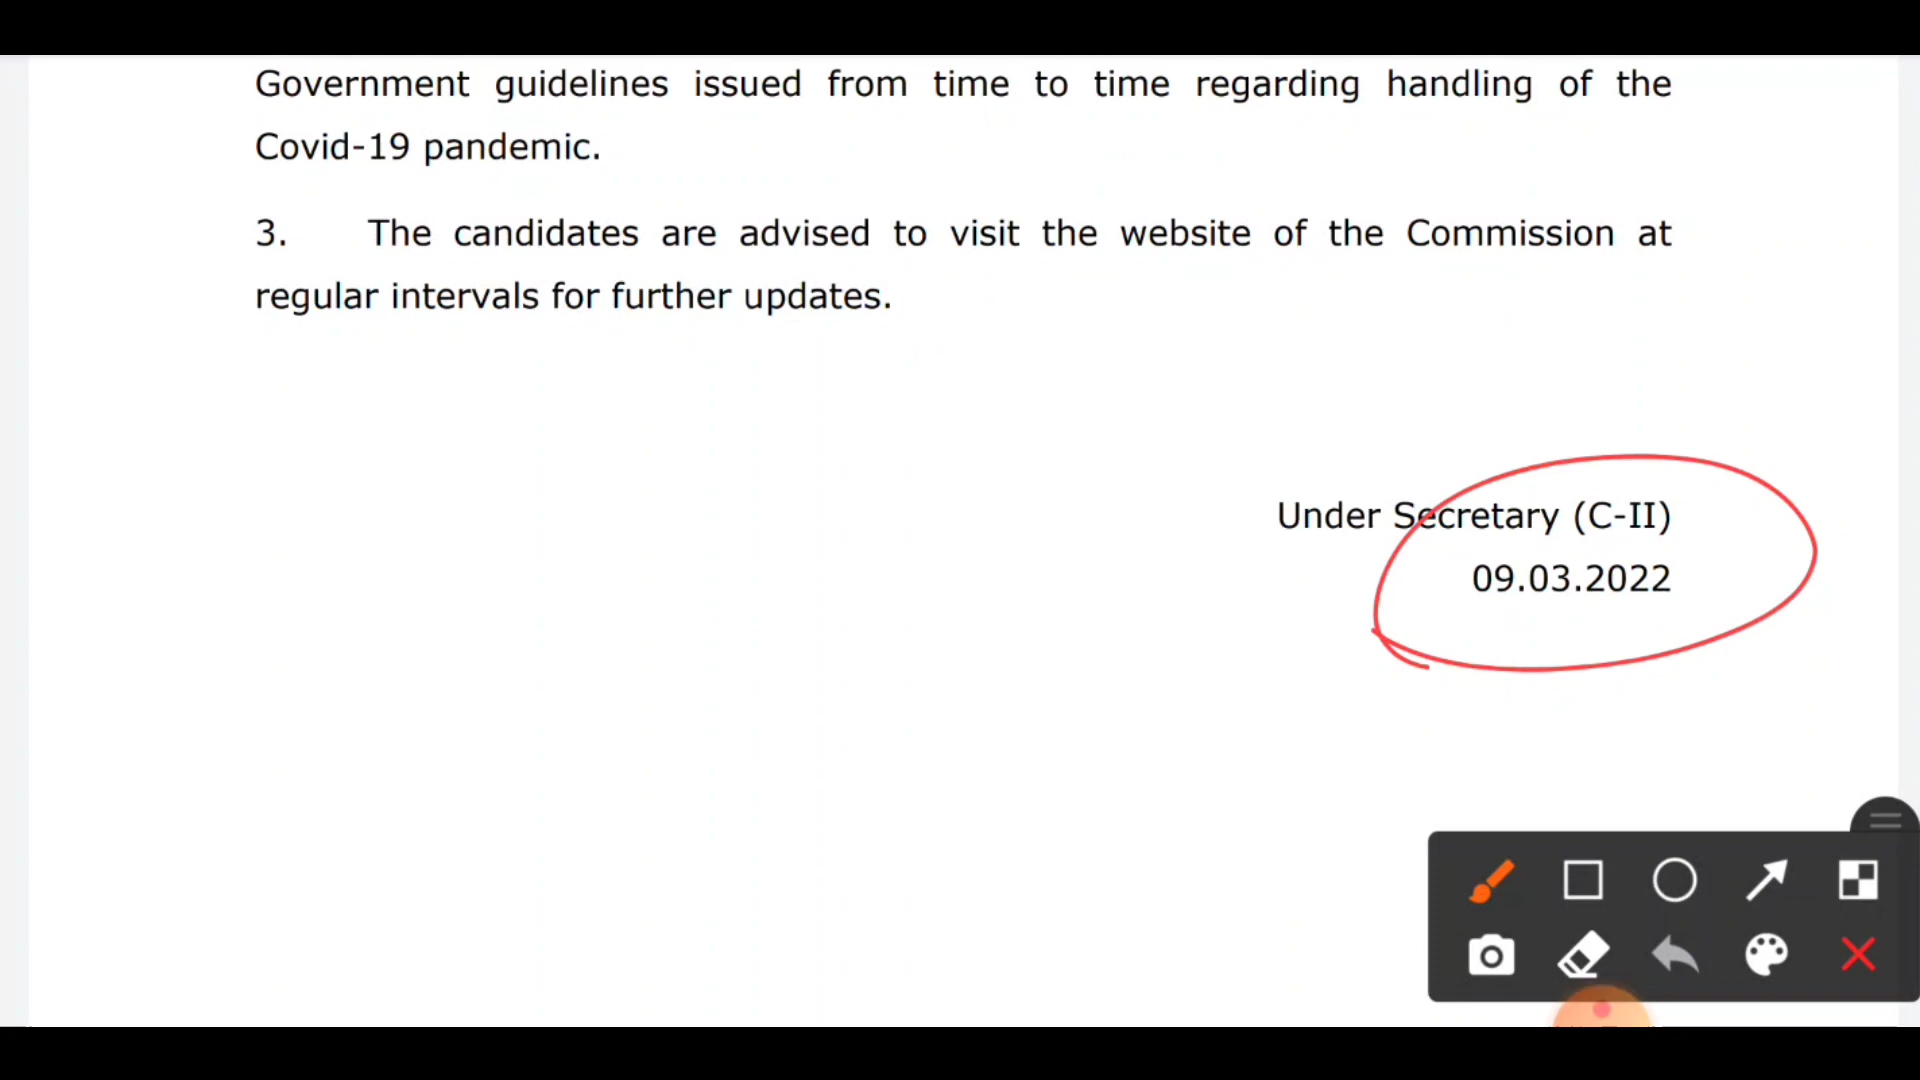 Government guidelines issued from time to time regarding handling of the
Covid-19 pandemic.
3. The candidates are advised to visit the website of the Commission at
regular intervals for further updates.
Under Secretary (C-II)
09.03.2022